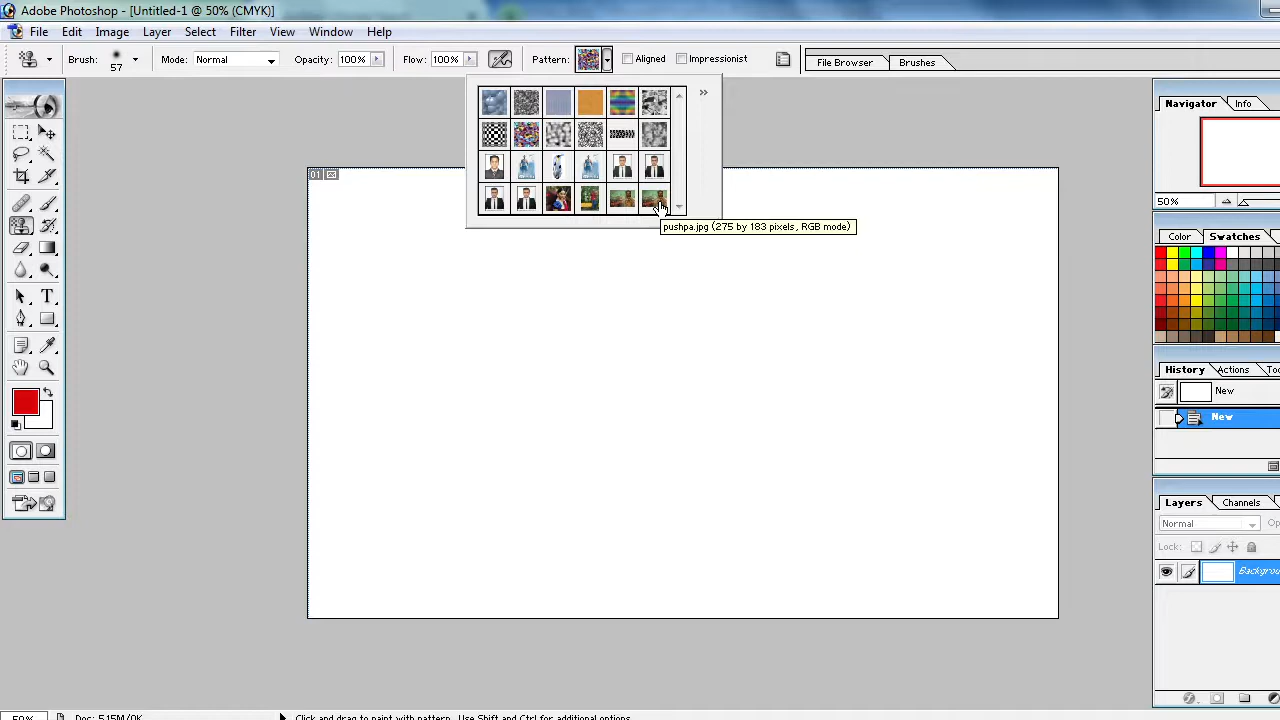 Adobe Photoshop - [Untitled-1 @ 50% (CMYK)]
File Edit Image Layer Select Filter View Window Help
Brush: 57 Mode: Normal Opacity: 100% Flow: 100% Pattern: Aligned Impressionist File Browser Brushes
Navigator Info
01
50%
pushpa.jpg (275 by 183 pixels, RGB mode)
Color Swatches
T
History Actions
New
New
Layers Channels
Normal
Lock:
50% Doc: 5.15M/0K Click and drag to paint with pattern. Use Shift and Ctrl for additional options.